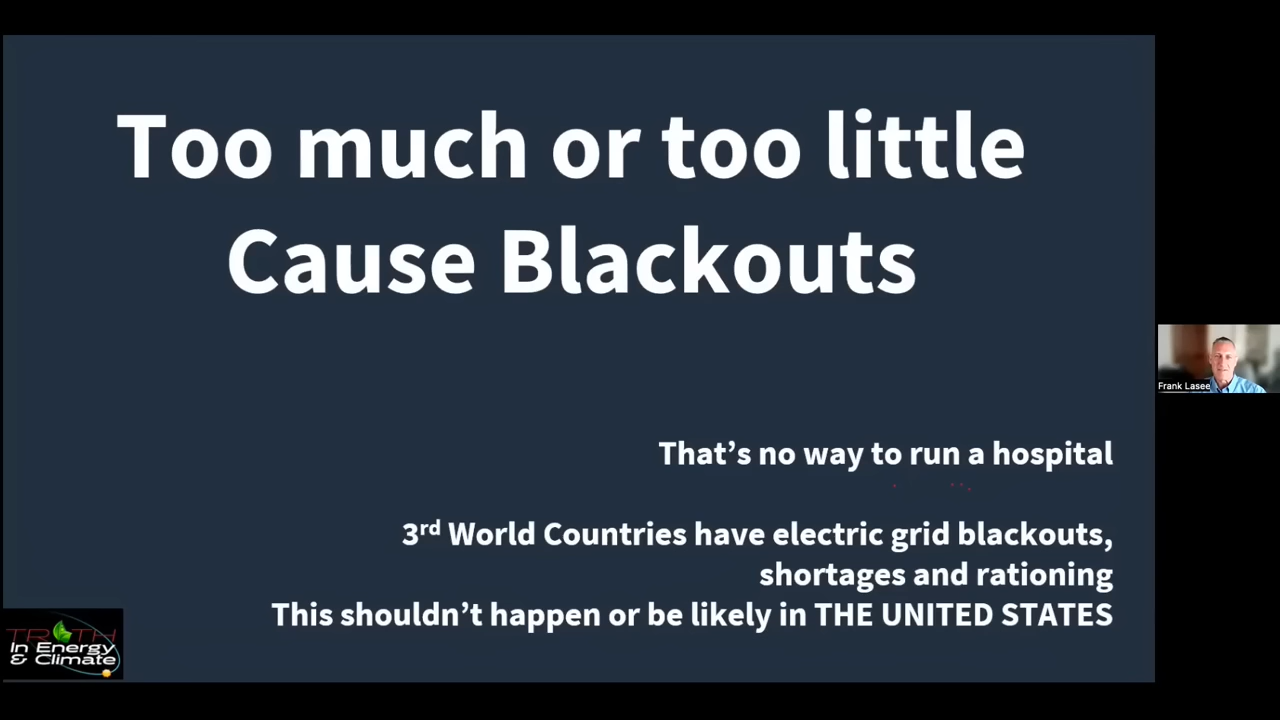 Too much or too little
Cause Blackouts
That's no way to run a hospital
3rd World Countries have electric grid blackouts,
shortages and rationing
This shouldn't happen or be likely in THE UNITED STATES
TRUTH
In Energy
& Climate
Frank Lasee